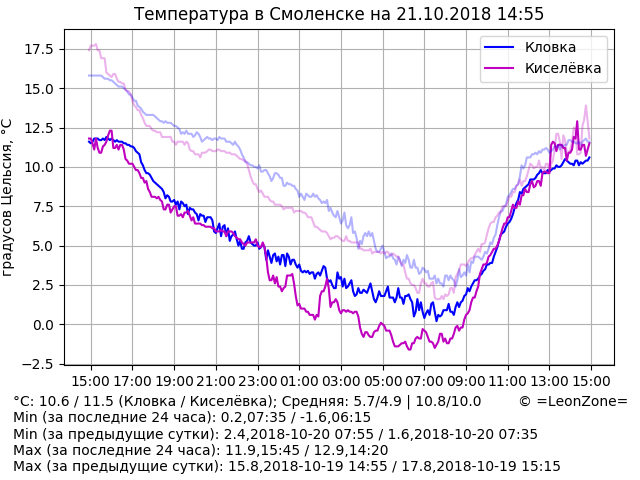 Температура в Смоленске на 21.10.2018 14:55
Кловка
Киселёвка
градусов Цельсия, °C
17.5
15.0
12.5
10.0
7.5
5.0
2.5
0.0
−2.5
15:00 17:00 19:00 21:00 23:00 01:00 03:00 05:00 07:00 09:00 11:00 13:00 15:00
°C: 10.6 / 11.5 (Кловка / Киселёвка); Средняя: 5.7/4.9 | 10.8/10.0 © =LeonZone=
Min (за последние 24 часа): 0.2,07:35 / -1.6,06:15
Min (за предыдущие сутки): 2.4,2018-10-20 07:55 / 1.6,2018-10-20 07:35
Max (за последние 24 часа): 11.9,15:45 / 12.9,14:20
Max (за предыдущие сутки): 15.8,2018-10-19 14:55 / 17.8,2018-10-19 15:15